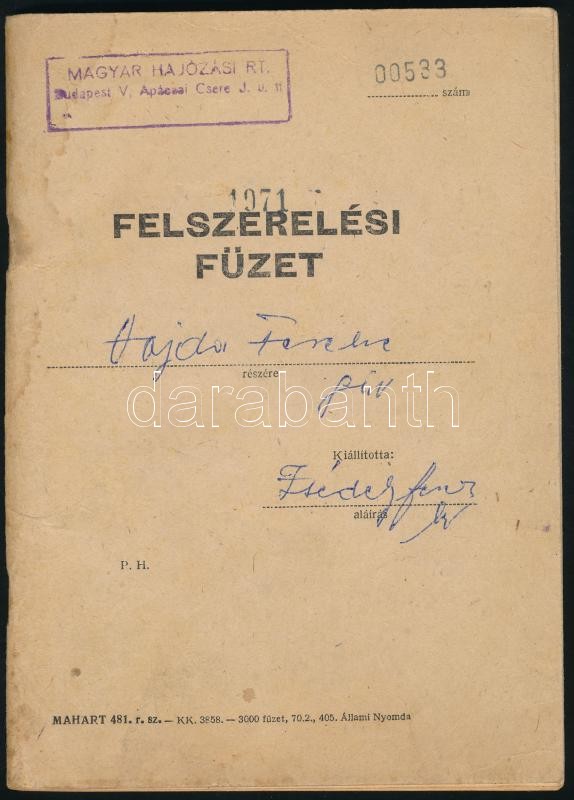 MAGYAR HAJÓZÁSI RT.
Budapest V, Apáczai Csere J. u. 11
00533
szám
1971
FELSZERELÉSI
FÜZET
Hajda Ferenc
részére
darabanth
Kiállította:
aláírás
P. H.
MAHART 481. r. sz. — KK. 3858. — 3000 füzet, 70.2., 405. Állami Nyomda